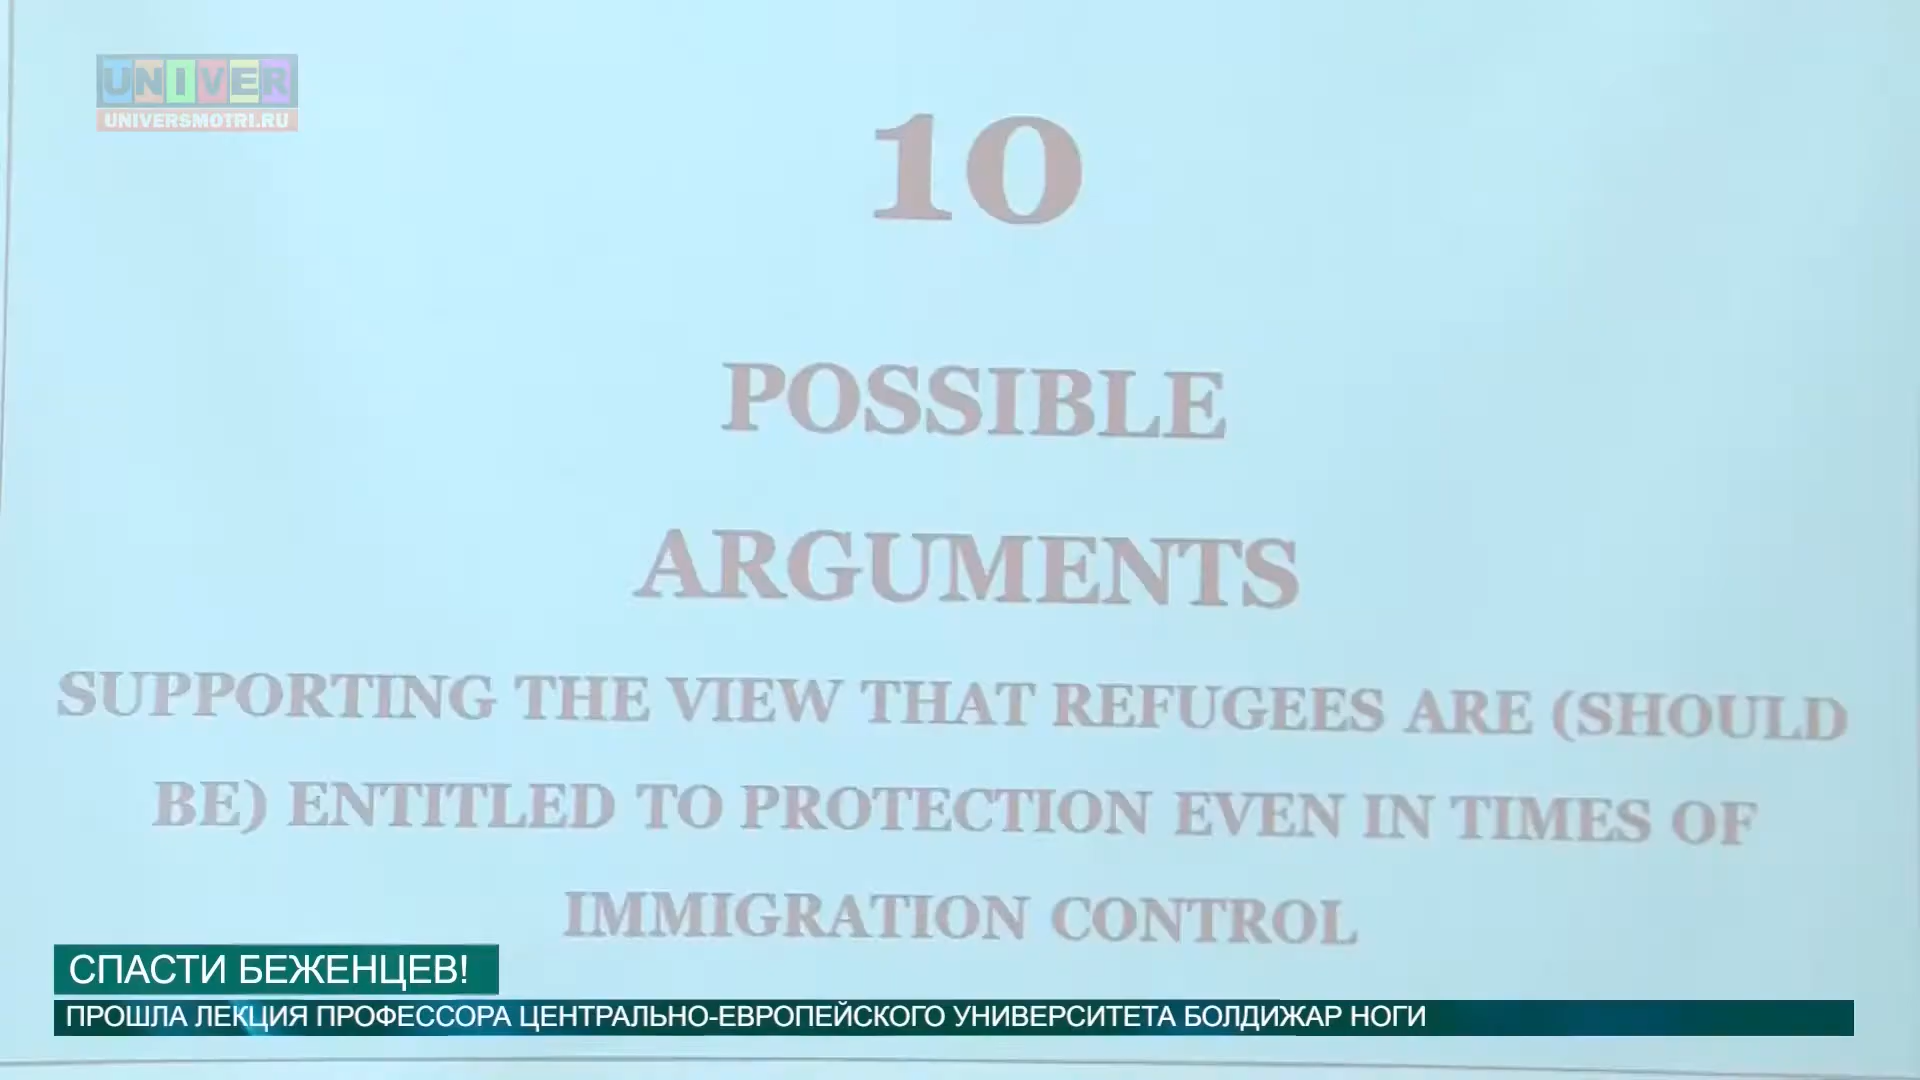 UNIVER
UNIVERSMOTRI.RU
10
POSSIBLE
ARGUMENTS
SUPPORTING THE VIEW THAT REFUGEES ARE (SHOULD
BE) ENTITLED TO PROTECTION EVEN IN TIMES OF
IMMIGRATION CONTROL
СПАСТИ БЕЖЕНЦЕВ!
ПРОШЛА ЛЕКЦИЯ ПРОФЕССОРА ЦЕНТРАЛЬНО-ЕВРОПЕЙСКОГО УНИВЕРСИТЕТА БОЛДИЖАР НОГИ